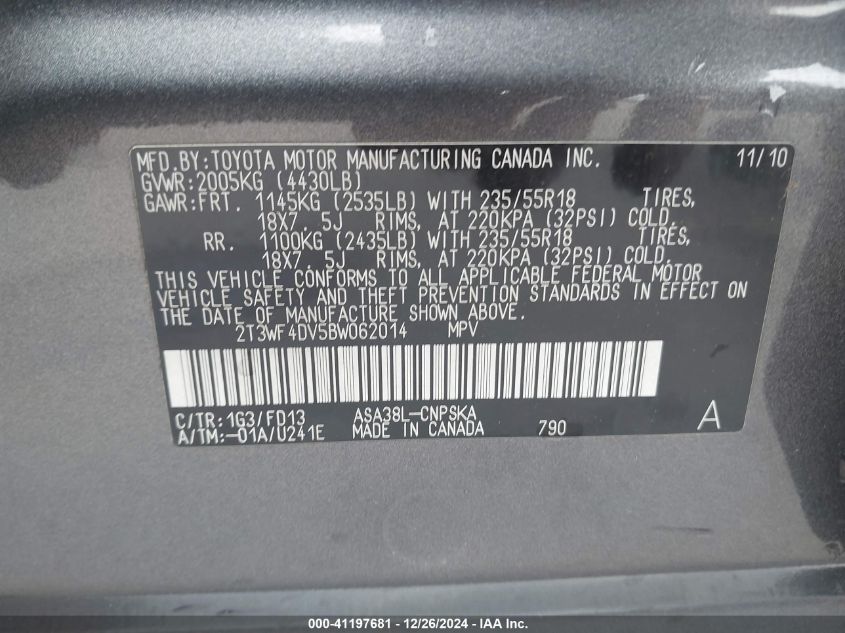 MFD.BY:TOYOTA MOTOR MANUFACTURING CANADA INC. 11/10
GVWR:2005KG (4430LB)
GAWR:FRT. 1145KG (2535LB) WITH 235/55R18 TIRES,
18X7.5J RIMS, AT 220KPA (32PSI) COLD.
RR. 1100KG (2435LB) WITH 235/55R18 TIRES,
18X7.5J RIMS, AT 220KPA (32PSI) COLD.
THIS VEHICLE CONFORMS TO ALL APPLICABLE FEDERAL MOTOR
VEHICLE SAFETY AND THEFT PREVENTION STANDARDS IN EFFECT ON
THE DATE OF MANUFACTURE SHOWN ABOVE.
2T3WF4DV5BW062014 MPV
C/TR:1G3/FD13 ASA38L-CNPSKA
A/TM:-01A/U241E MADE IN CANADA 790 A
000-41197681 - 12/26/2024 - IAA Inc.